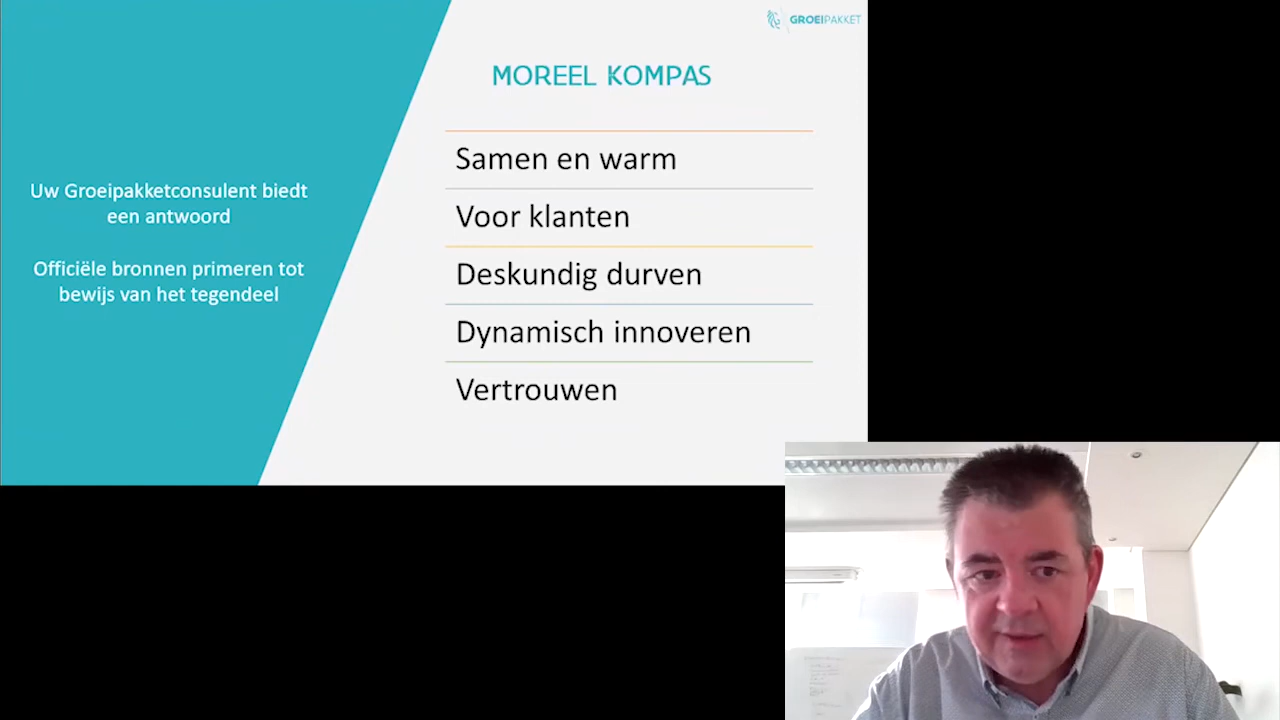 GROEIPAKKET
MOREEL KOMPAS
Uw Groeipakketconsulent biedt
een antwoord
Officiële bronnen primeren tot
bewijs van het tegendeel
Samen en warm
Voor klanten
Deskundig durven
Dynamisch innoveren
Vertrouwen